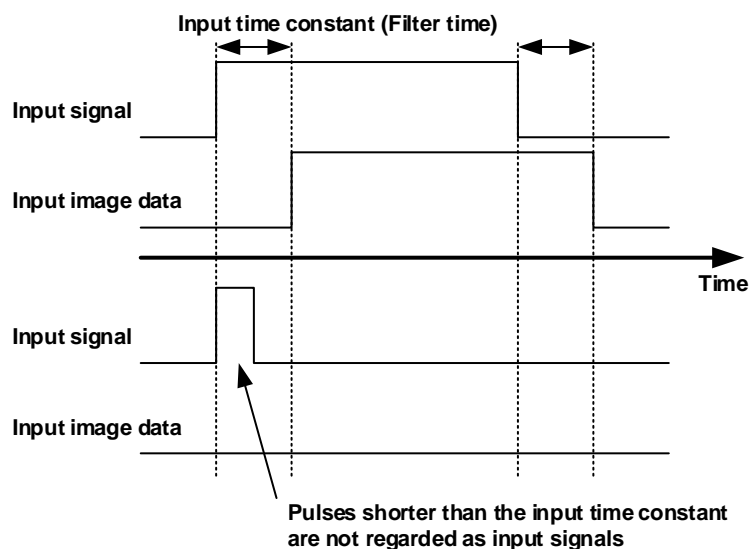 Input time constant (Filter time)
Input signal
Input image data
Time
Input signal
Input image data
Pulses shorter than the input time constant
are not regarded as input signals